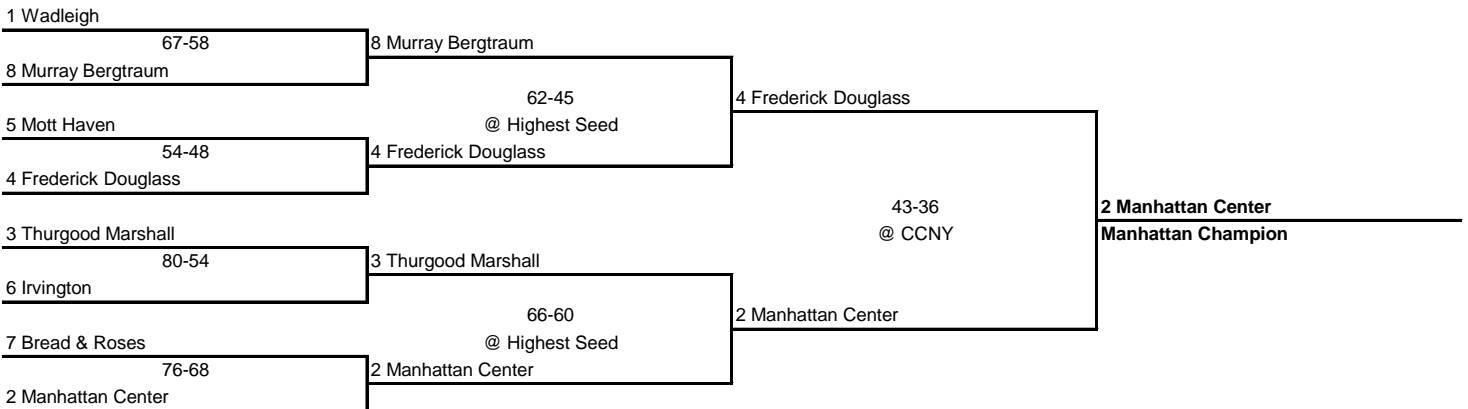 1 Wadleigh
67-58
8 Murray Bergtraum
8 Murray Bergtraum
62-45
@ Highest Seed
4 Frederick Douglass
5 Mott Haven
54-48
4 Frederick Douglass
4 Frederick Douglass
43-36
@ CCNY
2 Manhattan Center
Manhattan Champion
3 Thurgood Marshall
80-54
3 Thurgood Marshall
6 Irvington
66-60
@ Highest Seed
2 Manhattan Center
7 Bread & Roses
76-68
2 Manhattan Center
2 Manhattan Center